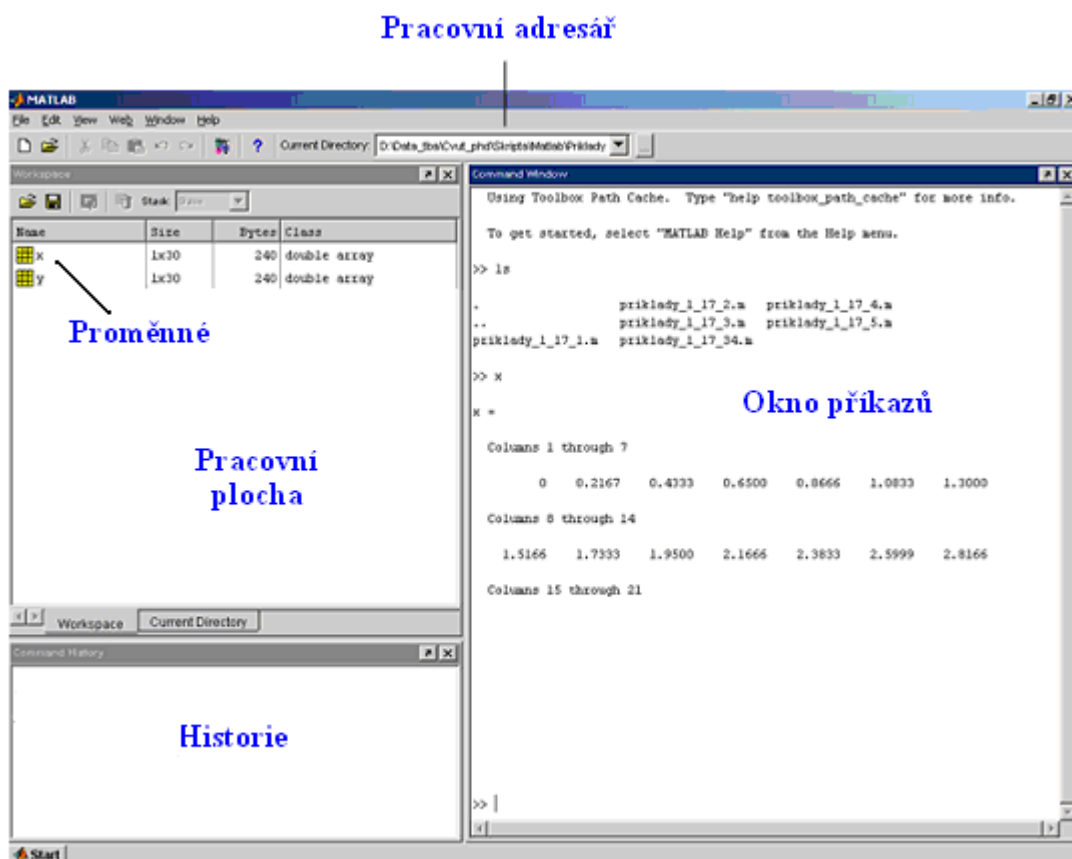 Pracovní adresář
MATLAB
File Edit View Web Window Help
Current Directory: D:\Data_tba\Cvut_phd\Skripta\Matlab\Priklady
Workspace
Stack:
Name Size Bytes Class
x 1x30 240 double array
y 1x30 240 double array
Proměnné
Pracovní
plocha
Workspace Current Directory
Command History
Historie
Start
Command Window
Using Toolbox Path Cache. Type "help toolbox_path_cache" for more info.
To get started, select "MATLAB Help" from the Help menu.
>> ls
. priklady_1_17_2.m priklady_1_17_4.m
.. priklady_1_17_3.m priklady_1_17_5.m
priklady_1_17_1.m priklady_1_17_34.m
>> x
Okno příkazů
x =
Columns 1 through 7
0 0.2167 0.4333 0.6500 0.8666 1.0833 1.3000
Columns 8 through 14
1.5166 1.7333 1.9500 2.1666 2.3833 2.5999 2.8166
Columns 15 through 21
>>